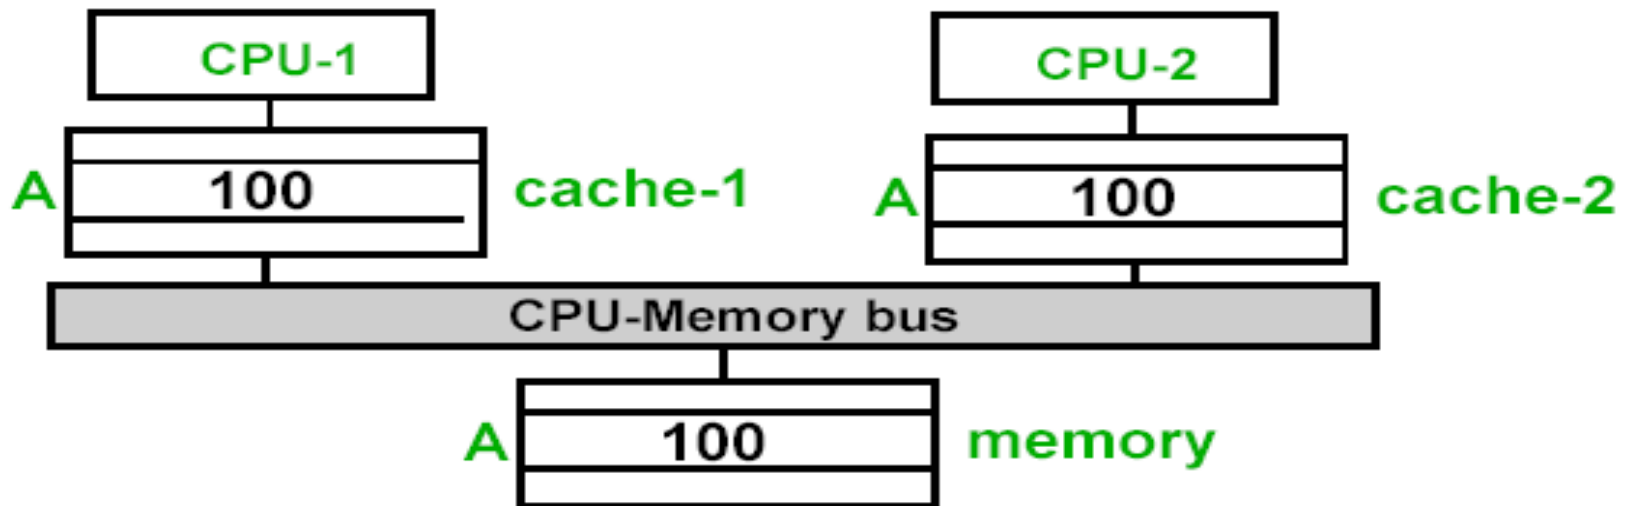 CPU-1
CPU-2
A 100 cache-1
A 100 cache-2
CPU-Memory bus
A 100 memory